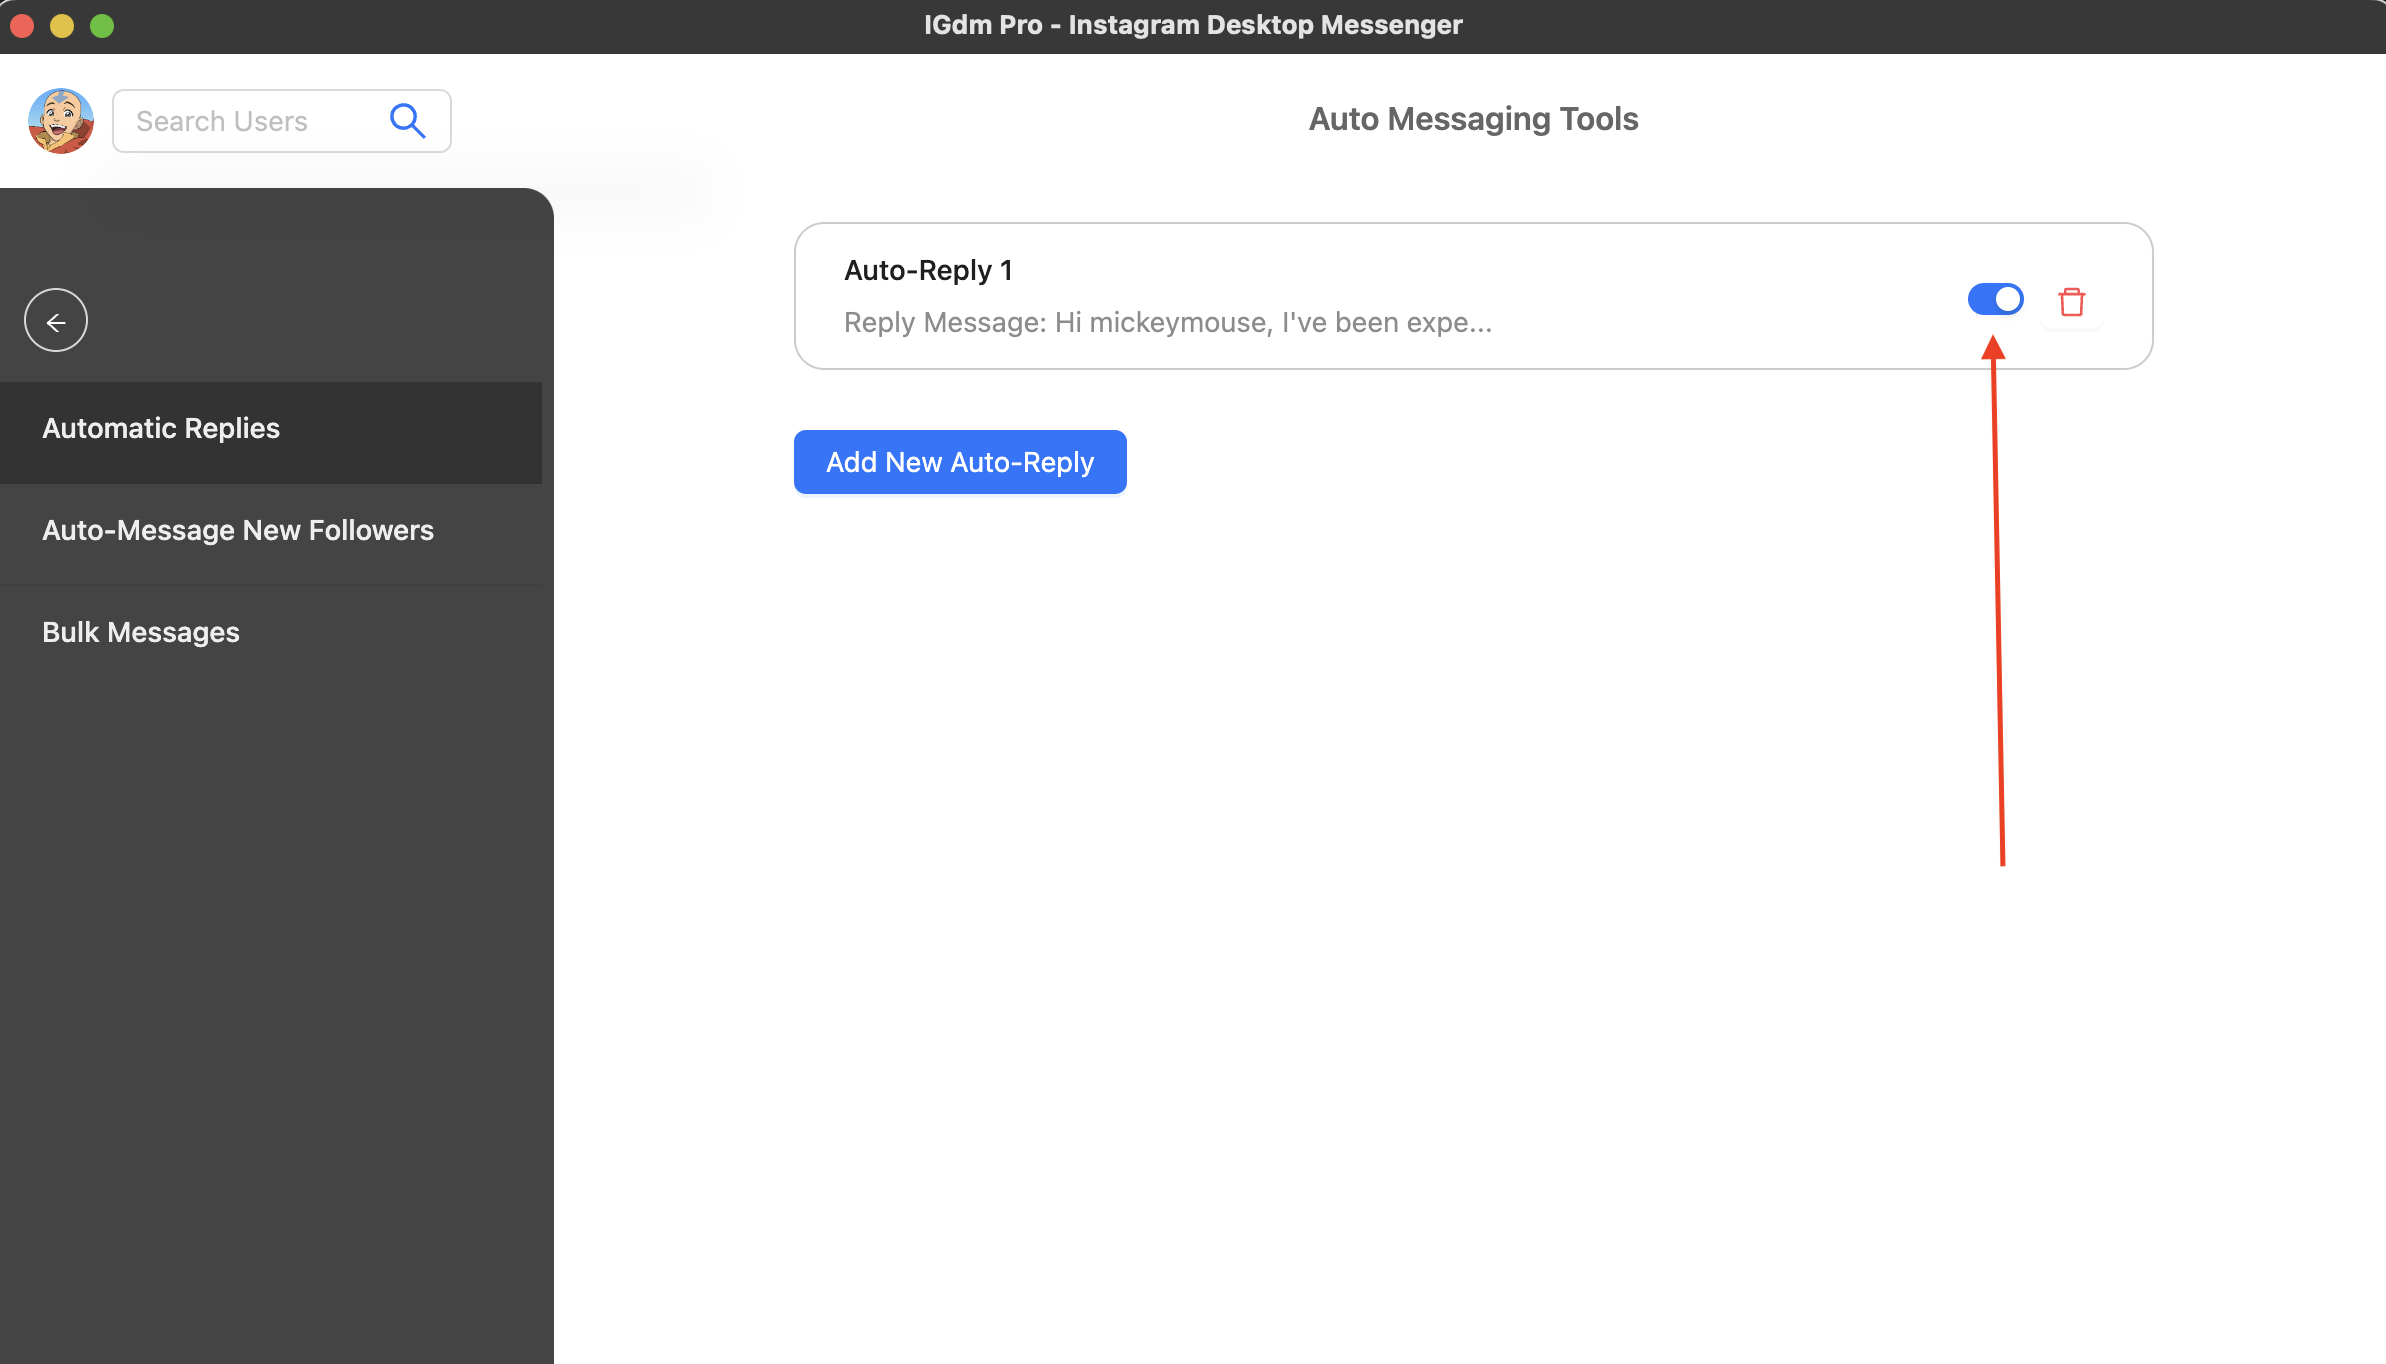 IGdm Pro - Instagram Desktop Messenger
Search Users
Auto Messaging Tools
Auto-Reply 1
Reply Message: Hi mickeymouse, I've been expe...
Add New Auto-Reply
Automatic Replies
Auto-Message New Followers
Bulk Messages